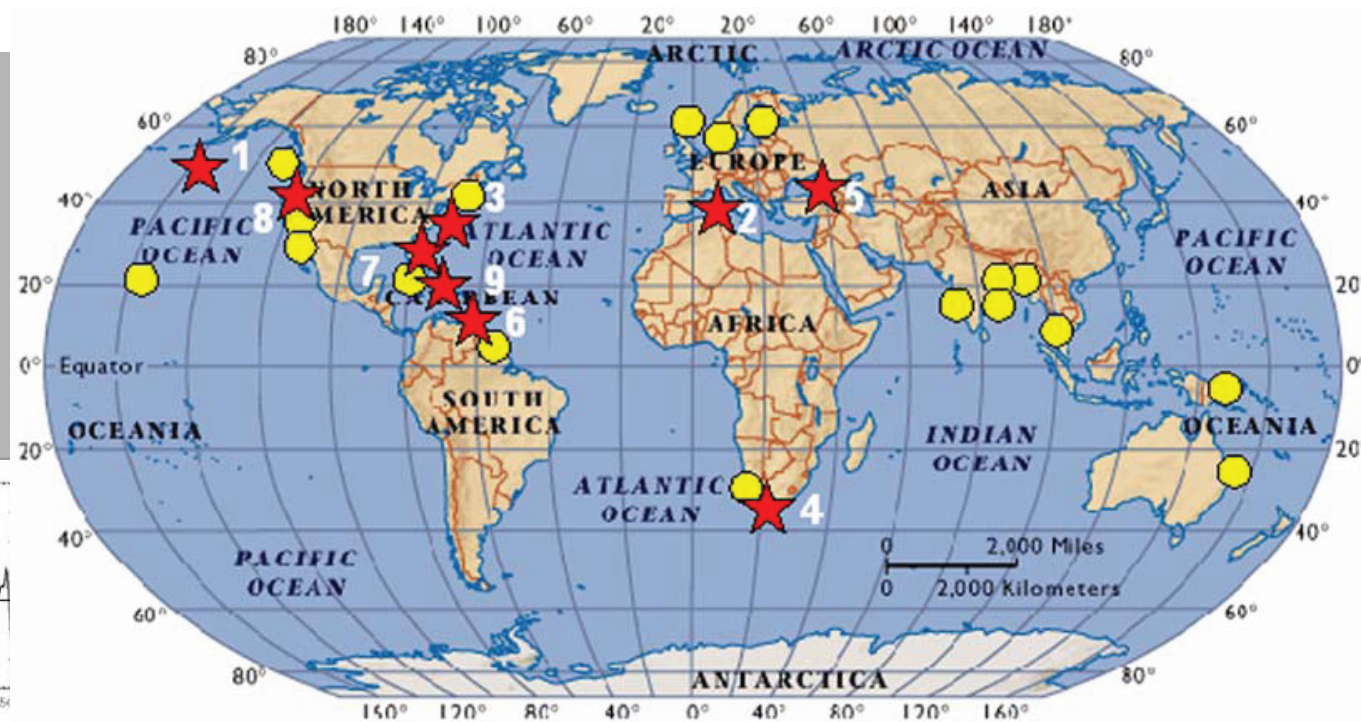 180° 140° 100° 60° 20° 20° 60° 100° 140° 180°
ARCTIC ARCTIC OCEAN
80° 80°
60° 60°
1 EUROPE
NORTH AMERICA 3 ASIA
40° 2 5 40°
PACIFIC OCEAN 8 ATLANTIC OCEAN PACIFIC OCEAN
7 9
20° CARIBBEAN 20
6 AFRICA
0° Equator 0°
SOUTH AMERICA
OCEANIA OCEANIA
20° INDIAN OCEAN 20
ATLANTIC OCEAN 4
40° 0 2,000 Miles 40°
PACIFIC OCEAN 0 2,000 Kilometers
60° 60°
80° ANTARCTICA 80°
150° 120° 80° 40° 0° 40° 80° 120° 160°